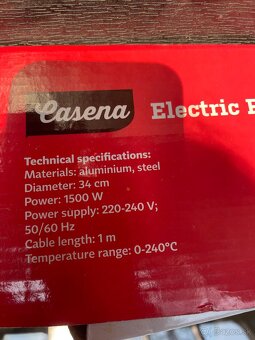 Casena
Electric
Technical specifications:
Materials: aluminium, steel
Diameter: 34 cm
Power: 1500 W
Power supply: 220-240 V;
50/60 Hz
Cable length: 1 m
Temperature range: 0-240°C